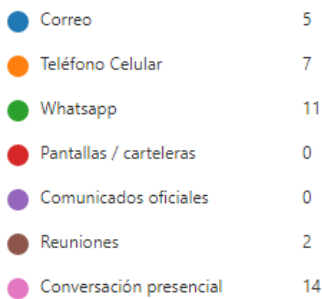 Correo 5
Teléfono Celular 7
Whatsapp 11
Pantallas / carteleras 0
Comunicados oficiales 0
Reuniones 2
Conversación presencial 14